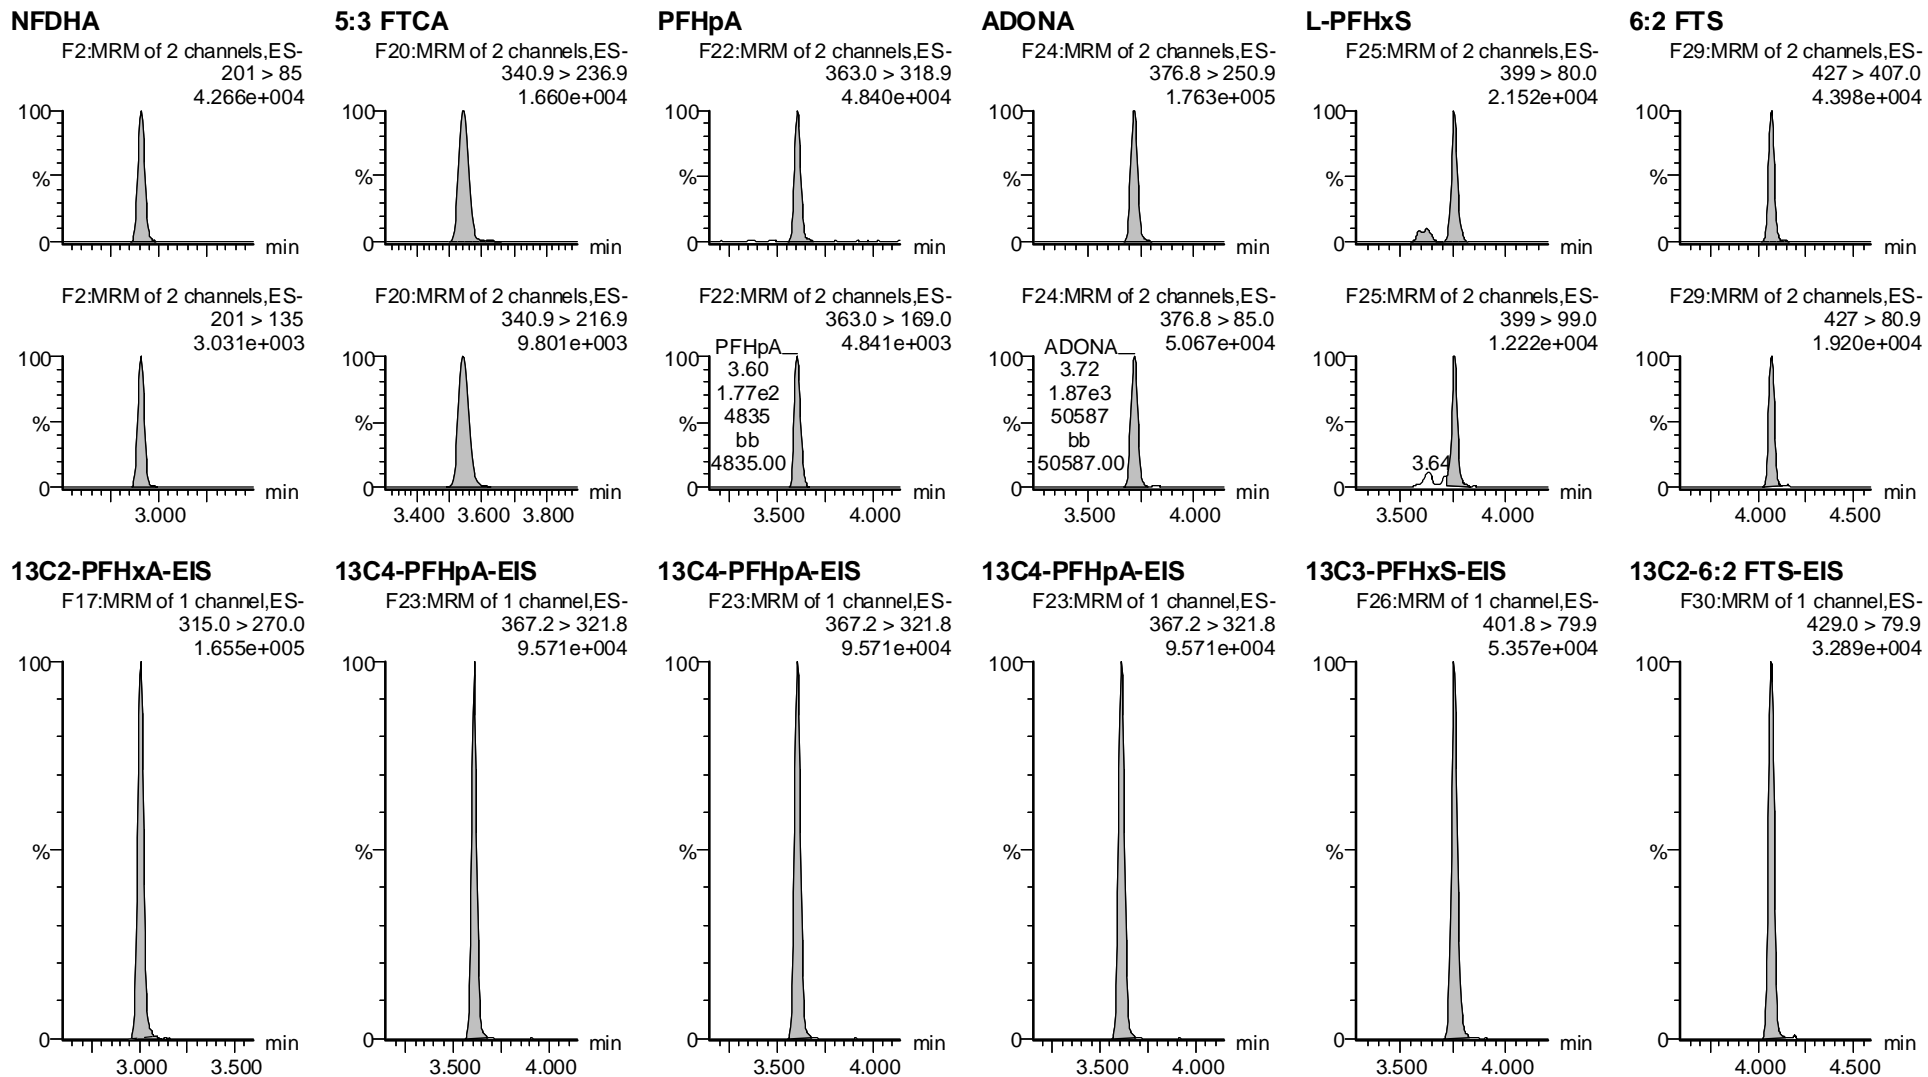 NFDHA
F2:MRM of 2 channels,ES-
201 > 85
4.266e+004
100
%
0
min
F2:MRM of 2 channels,ES-
201 > 135
3.031e+003
100
%
0
min
3.000
13C2-PFHxA-EIS
F17:MRM of 1 channel,ES-
315.0 > 270.0
1.655e+005
100
%
0
min
3.000 3.500
5:3 FTCA
F20:MRM of 2 channels,ES-
340.9 > 236.9
1.660e+004
100
%
0
min
F20:MRM of 2 channels,ES-
340.9 > 216.9
9.801e+003
100
%
0
min
3.400 3.600 3.800
13C4-PFHpA-EIS
F23:MRM of 1 channel,ES-
367.2 > 321.8
9.571e+004
100
%
0
min
3.500 4.000
PFHpA
F22:MRM of 2 channels,ES-
363.0 > 318.9
4.840e+004
100
%
0
min
F22:MRM of 2 channels,ES-
363.0 > 169.0
4.841e+003
100
%
0
min
PFHpA
3.60
1.77e2
4835
bb
4835.00
3.500 4.000
13C4-PFHpA-EIS
F23:MRM of 1 channel,ES-
367.2 > 321.8
9.571e+004
100
%
0
min
3.500 4.000
ADONA
F24:MRM of 2 channels,ES-
376.8 > 250.9
1.763e+005
100
%
0
min
F24:MRM of 2 channels,ES-
376.8 > 85.0
5.067e+004
100
%
0
min
ADONA
3.72
1.87e3
50587
bb
50587.00
3.500 4.000
13C4-PFHpA-EIS
F23:MRM of 1 channel,ES-
367.2 > 321.8
9.571e+004
100
%
0
min
3.500 4.000
L-PFHxS
F25:MRM of 2 channels,ES-
399 > 80.0
2.152e+004
100
%
0
min
F25:MRM of 2 channels,ES-
399 > 99.0
1.222e+004
100
%
0
min
3.64
3.500 4.000
13C3-PFHxS-EIS
F26:MRM of 1 channel,ES-
401.8 > 79.9
5.357e+004
100
%
0
min
3.500 4.000
6:2 FTS
F29:MRM of 2 channels,ES-
427 > 407.0
4.398e+004
100
%
0
min
F29:MRM of 2 channels,ES-
427 > 80.9
1.920e+004
100
%
0
min
4.000 4.500
13C2-6:2 FTS-EIS
F30:MRM of 1 channel,ES-
429.0 > 79.9
3.289e+004
100
%
0
min
4.000 4.500